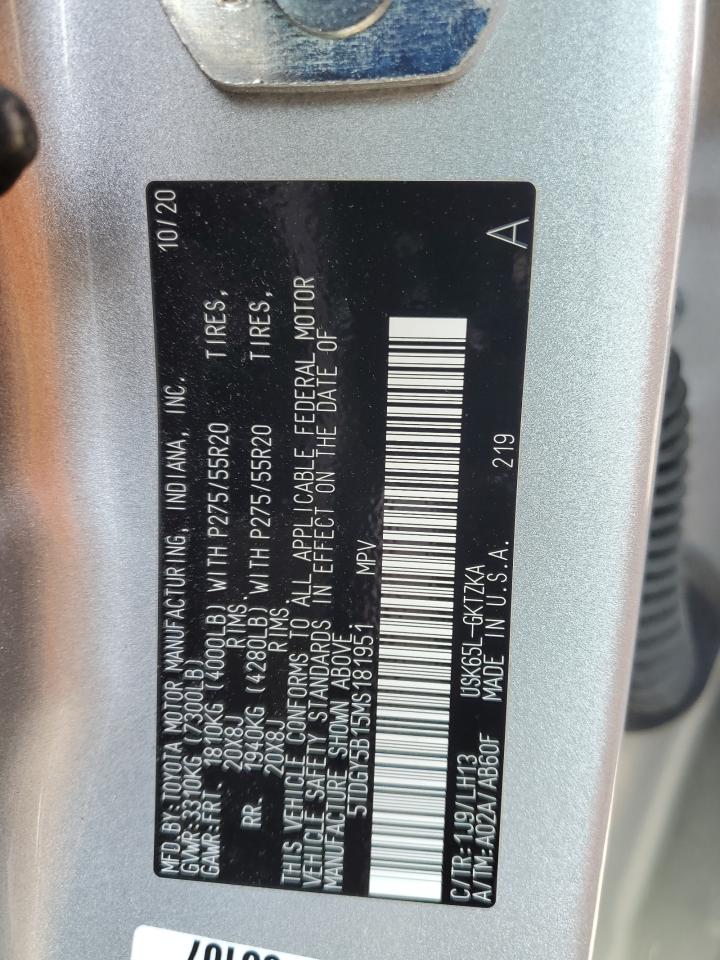 MFD.BY:TOYOTA MOTOR MANUFACTURING, INDIANA, INC. 10/20
GVWR:3310KG(7300LB)
GAWR:FRT. 1810KG (4000LB) WITH P275/55R20 TIRES,
20X8J RIMS.
RR. 1940KG (4280LB) WITH P275/55R20 TIRES,
20X8J RIMS.
THIS VEHICLE CONFORMS TO ALL APPLICABLE FEDERAL MOTOR
VEHICLE SAFETY STANDARDS IN EFFECT ON THE DATE OF
MANUFACTURE SHOWN ABOVE.
5TDGY5B15MS181951 MPV
C/TR:1J9/LH13 USK65L-GKTZKA 219 A
A/TM:A02A/AB60F MADE IN U.S.A.